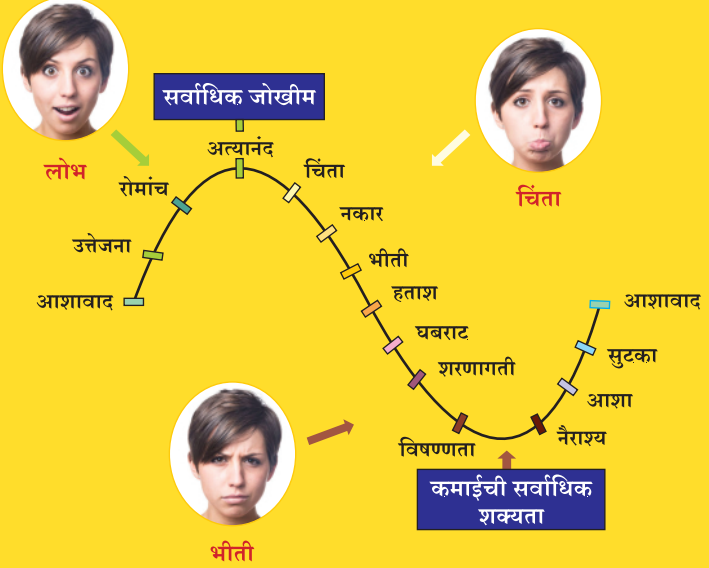 सर्वाधिक जोखीम
लोभ
अत्यानंद
रोमांच
चिंता
चिंता
नकार
उत्तेजना
भीती
आशावाद
हताश
आशावाद
घबराट
सुटका
शरणागती
आशा
विषण्णता
नैराश्य
कमाईची सर्वाधिक
शक्यता
भीती